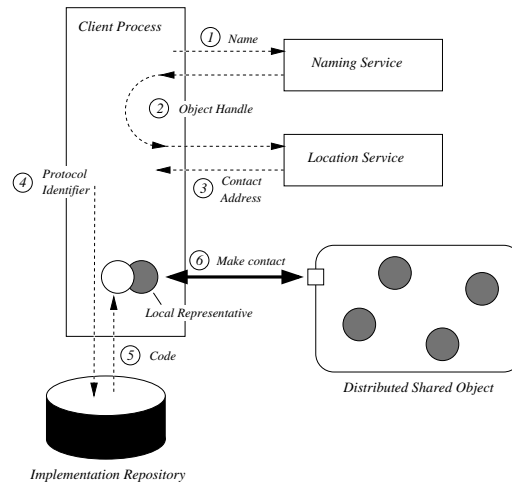 Client Process
1 Name
Naming Service
2 Object Handle
Location Service
3 Contact
Address
4 Protocol
Identifier
6 Make contact
Local Representative
5 Code
Distributed Shared Object
Implementation Repository